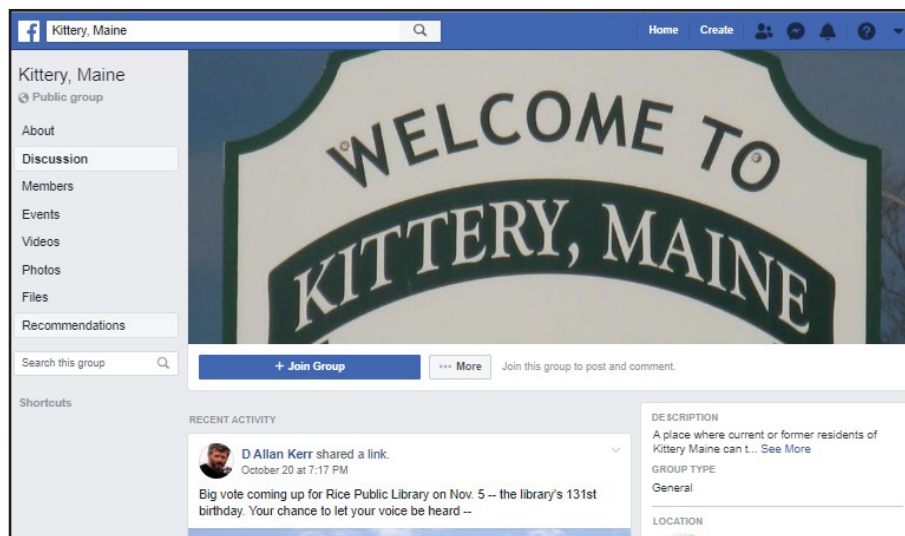 f
Kittery, Maine
Home Create
Kittery, Maine
Public group
About
Discussion
Members
Events
Videos
Photos
Files
Recommendations
Search this group
Shortcuts
WELCOME TO
KITTERY, MAINE
+ Join Group
••• More
Join this group to post and comment.
RECENT ACTIVITY
D Allan Kerr shared a link.
October 20 at 7:17 PM
Big vote coming up for Rice Public Library on Nov. 5 -- the library's 131st
birthday. Your chance to let your voice be heard --
DESCRIPTION
A place where current or former residents of
Kittery Maine can t... See More
GROUP TYPE
General
LOCATION